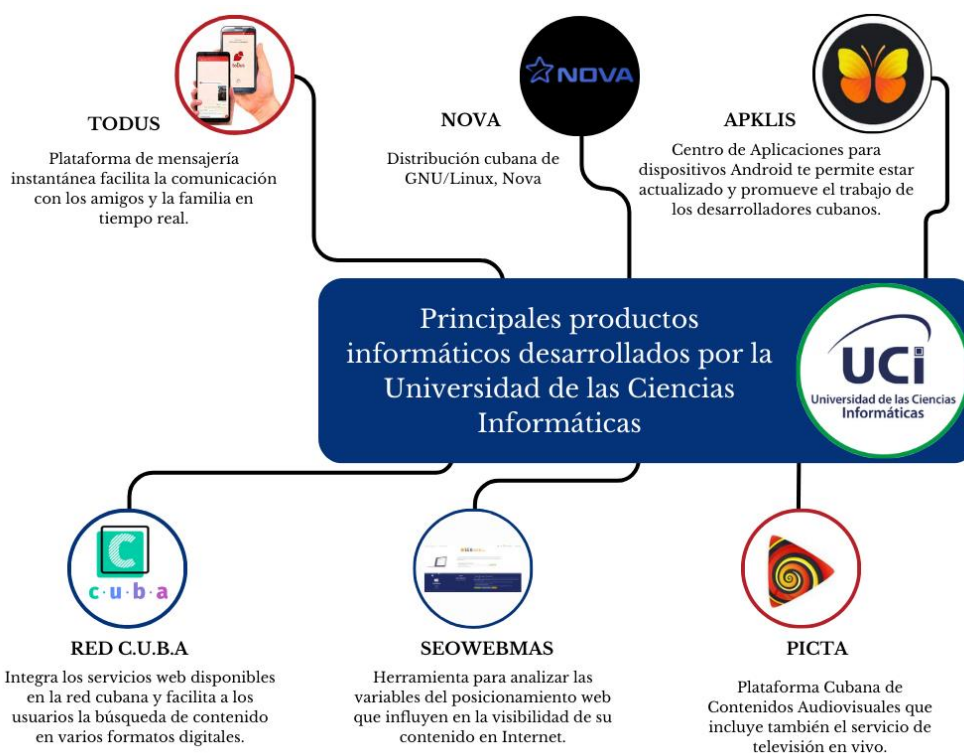 TODUS
Plataforma de mensajería
instantánea facilita la comunicación
con los amigos y la familia en
tiempo real.
NOVA
NOVA
Distribución cubana de
GNU/Linux, Nova
APKLIS
Centro de Aplicaciones para
dispositivos Android te permite estar
actualizado y promueve el trabajo de
los desarrolladores cubanos.
Principales productos
informáticos desarrollados por la
Universidad de las Ciencias
Informáticas
UCi
Universidad de las Ciencias
Informáticas
C
c·u·b·a
RED C.U.B.A
Integra los servicios web disponibles
en la red cubana y facilita a los
usuarios la búsqueda de contenido
en varios formatos digitales.
SEOWEBMAS
Herramienta para analizar las
variables del posicionamiento web
que influyen en la visibilidad de su
contenido en Internet.
PICTA
Plataforma Cubana de
Contenidos Audiovisuales que
incluye también el servicio de
televisión en vivo.